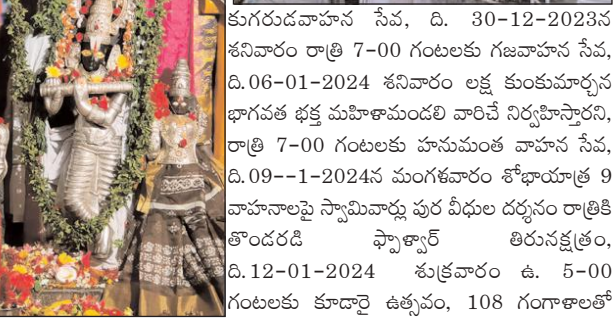 కుగరుడవాహన సేవ, ది. 30-12-2023న
శనివారం రాత్రి 7-00 గంటలకు గజవాహన సేవ,
ది.06-01-2024 శనివారం లక్ష కుంకుమార్చన
భాగవత భక్త మహిళామండలి వారిచే నిర్వహిస్తారని,
రాత్రి 7-00 గంటలకు హనుమంత వాహన సేవ,
ది.09--1-2024న మంగళవారం శోభాయాత్ర 9
వాహనాలపై స్వామివార్లు పుర వీధుల దర్శనం రాత్రికి
తొండరడి ఫ్పాళ్వార్ తిరునక్షత్రం,
ది.12-01-2024 శుక్రవారం ఉ. 5-00
గంటలకు కూడారై ఉత్సవం, 108 గంగాళాలతో